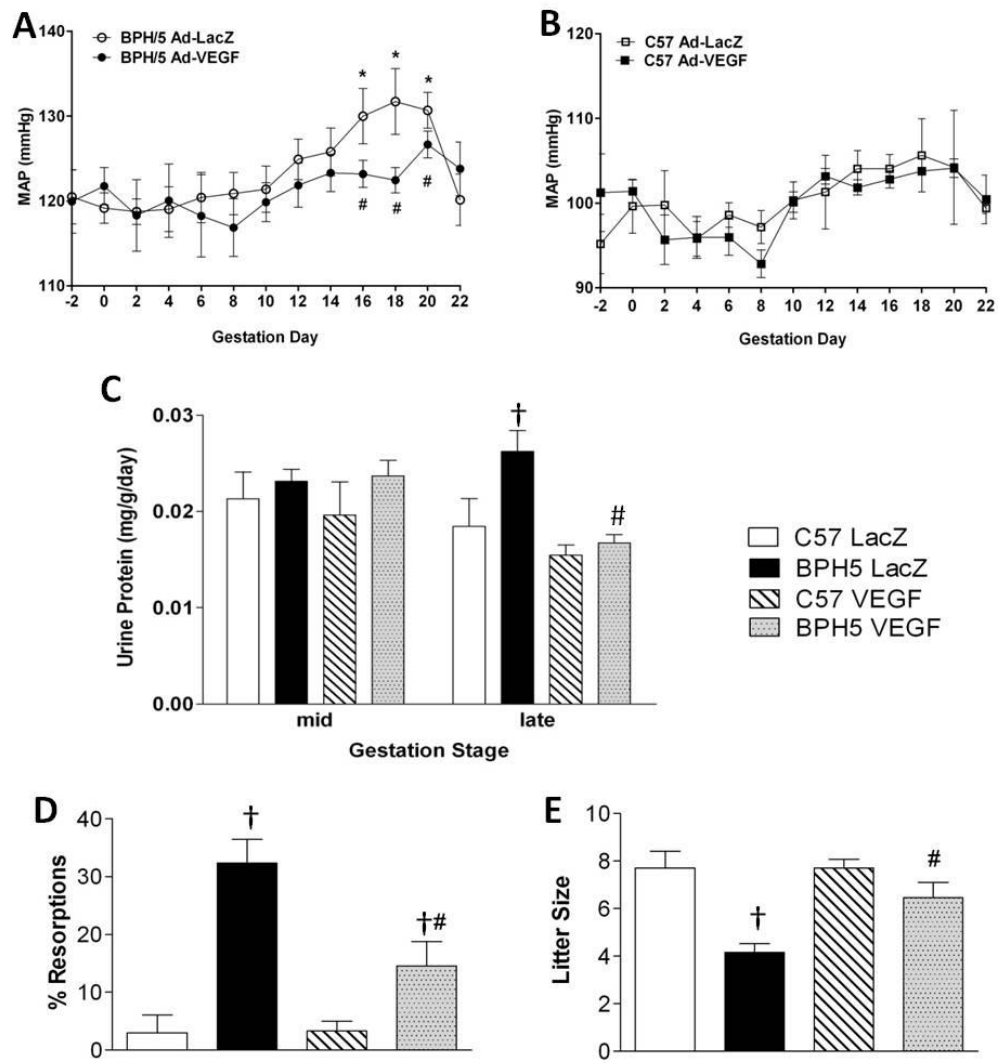 A
BPH/5 Ad-LacZ
BPH/5 Ad-VEGF
MAP (mmHg)
140
130
120
110
* * *
# # #
-2 0 2 4 6 8 10 12 14 16 18 20 22
Gestation Day
B
C57 Ad-LacZ
C57 Ad-VEGF
MAP (mmHg)
120
110
100
90
-2 0 2 4 6 8 10 12 14 16 18 20 22
Gestation Day
C
Urine Protein (mg/g/day)
0.03
0.02
0.01
0.00
†
#
mid late
Gestation Stage
C57 LacZ
BPH5 LacZ
C57 VEGF
BPH5 VEGF
D
% Resorptions
40
30
20
10
0
†
†#
E
Litter Size
10
8
6
4
2
0
†
#